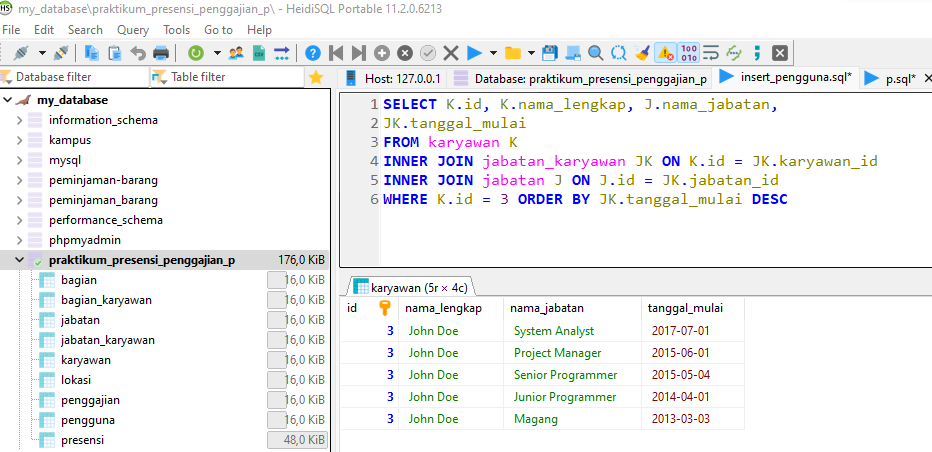 my_database\praktikum_presensi_penggajian_p\ - HeidiSQL Portable 11.2.0.6213
File Edit Search Query Tools Go to Help
Database filter Table filter Host: 127.0.0.1 Database: praktikum_presensi_penggajian_p insert_pengguna.sql* p.sql*
my_database
information_schema
kampus
mysql
peminjaman-barang
peminjaman_barang
performance_schema
phpmyadmin
praktikum_presensi_penggajian_p 176,0 KiB
bagian 16,0 KiB
bagian_karyawan 16,0 KiB
jabatan 16,0 KiB
jabatan_karyawan 16,0 KiB
karyawan 16,0 KiB
lokasi 16,0 KiB
penggajian 16,0 KiB
pengguna 16,0 KiB
presensi 48,0 KiB
1 SELECT K.id, K.nama_lengkap, J.nama_jabatan,
2 JK.tanggal_mulai
3 FROM karyawan K
4 INNER JOIN jabatan_karyawan JK ON K.id = JK.karyawan_id
5 INNER JOIN jabatan J ON J.id = JK.jabatan_id
6 WHERE K.id = 3 ORDER BY JK.tanggal_mulai DESC
karyawan (5r × 4c)
id nama_lengkap nama_jabatan tanggal_mulai
3 John Doe System Analyst 2017-07-01
3 John Doe Project Manager 2015-06-01
3 John Doe Senior Programmer 2015-05-04
3 John Doe Junior Programmer 2014-04-01
3 John Doe Magang 2013-03-03